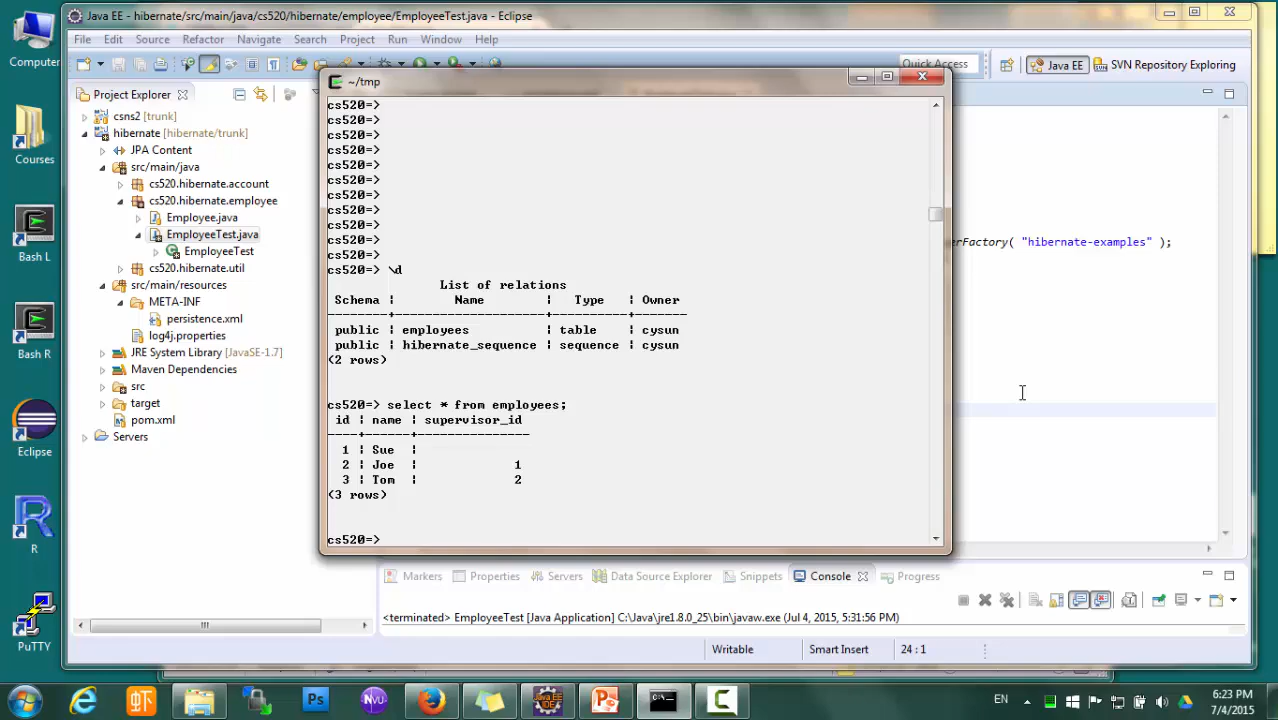 Java EE - hibernate/src/main/java/cs520/hibernate/employee/EmployeeTest.java - Eclipse
File Edit Source Refactor Navigate Search Project Run Window Help
Quick Access
Java EE SVN Repository Exploring
Computer
Courses
Bash L
Bash R
Eclipse
R
PuTTY
Project Explorer
csns2 [trunk]
hibernate [hibernate/trunk]
JPA Content
src/main/java
cs520.hibernate.account
cs520.hibernate.employee
Employee.java
EmployeeTest.java
EmployeeTest
cs520.hibernate.util
src/main/resources
META-INF
persistence.xml
log4j.properties
JRE System Library [JavaSE-1.7]
Maven Dependencies
src
target
pom.xml
Servers
~/tmp
cs520=>
cs520=>
cs520=>
cs520=>
cs520=>
cs520=>
cs520=>
cs520=>
cs520=>
cs520=>
cs520=>
cs520=> \d
List of relations
Schema | Name | Type | Owner
--------+--------------------+----------+-------
public | employees | table | cysun
public | hibernate_sequence | sequence | cysun
(2 rows)
cs520=> select * from employees;
id | name | supervisor_id
----+------+---------------
1 | Sue |
2 | Joe | 1
3 | Tom | 2
(3 rows)
cs520=>
erFactory( "hibernate-examples" );
Markers Properties Servers Data Source Explorer Snippets Console Progress
<terminated> EmployeeTest [Java Application] C:\Java\jre1.8.0_25\bin\javaw.exe (Jul 4, 2015, 5:31:56 PM)
Writable Smart Insert 24 : 1
虾 Ps NVU JavaEE IDE
EN
6:23 PM
7/4/2015